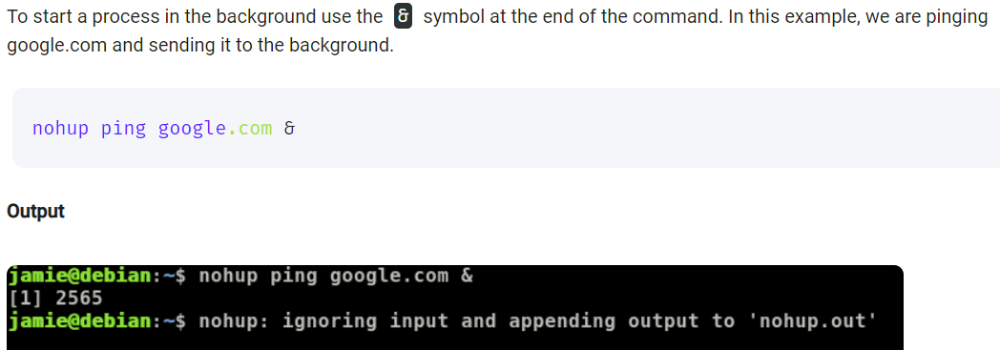 To start a process in the background use the & symbol at the end of the command. In this example, we are pinging
google.com and sending it to the background.
nohup ping google.com &
Output
jamie@debian:~$ nohup ping google.com &
[1] 2565
jamie@debian:~$ nohup: ignoring input and appending output to 'nohup.out'